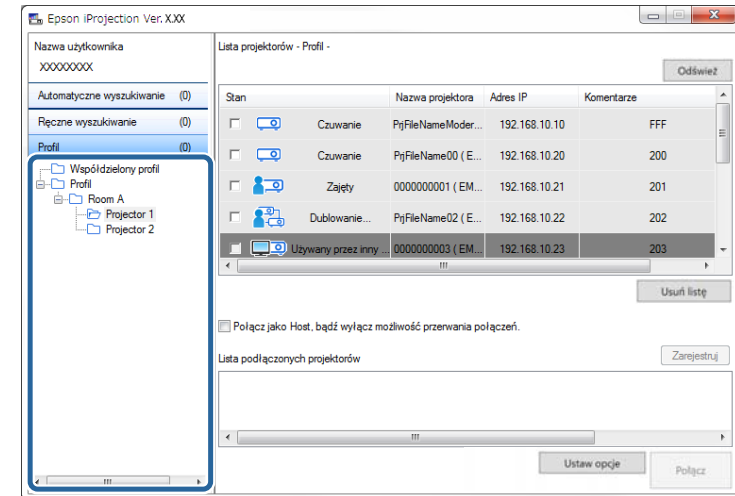 Epson iProjection Ver. X.XX
Nazwa użytkownika
XXXXXXXX
Automatyczne wyszukiwanie (0)
Ręczne wyszukiwanie (0)
Profil (0)
Współdzielony profil
Profil
Room A
Projector 1
Projector 2
Lista projektorów - Profil -
Odśwież
Stan Nazwa projektora Adres IP Komentarze
Czuwanie PrjFileNameModer... 192.168.10.10 FFF
Czuwanie PrjFileName00 ( E... 192.168.10.20 200
Zajęty 0000000001 ( EM... 192.168.10.21 201
Dublowanie... PrjFileName02 ( E... 192.168.10.22 202
Używany przez inny ... 0000000003 ( EM... 192.168.10.23 203
Usuń listę
Połącz jako Host, bądź wyłącz możliwość przerwania połączeń.
Lista podłączonych projektorów
Zarejestruj
Ustaw opcje
Połącz